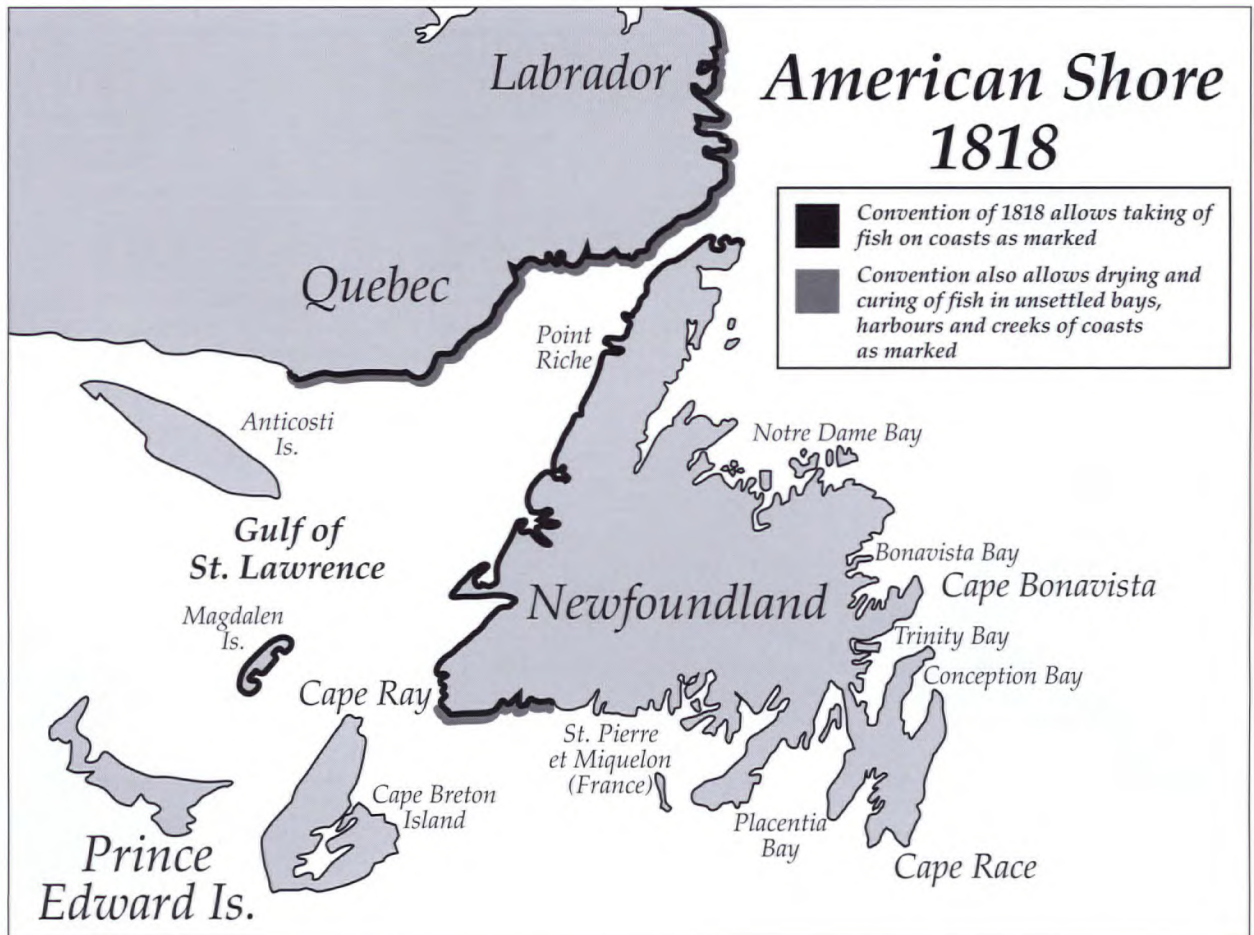 Labrador
American Shore
1818
Convention of 1818 allows taking of
fish on coasts as marked
Convention also allows drying and
curing of fish in unsettled bays,
harbours and creeks of coasts
as marked
Quebec
Point
Riche
Anticosti
Is.
Notre Dame Bay
Gulf of
St. Lawrence
Bonavista Bay
Cape Bonavista
Newfoundland
Magdalen
Is.
Trinity Bay
Conception Bay
Cape Ray
St. Pierre
et Miquelon
(France)
Cape Breton
Island
Placentia
Bay
Prince
Edward Is.
Cape Race